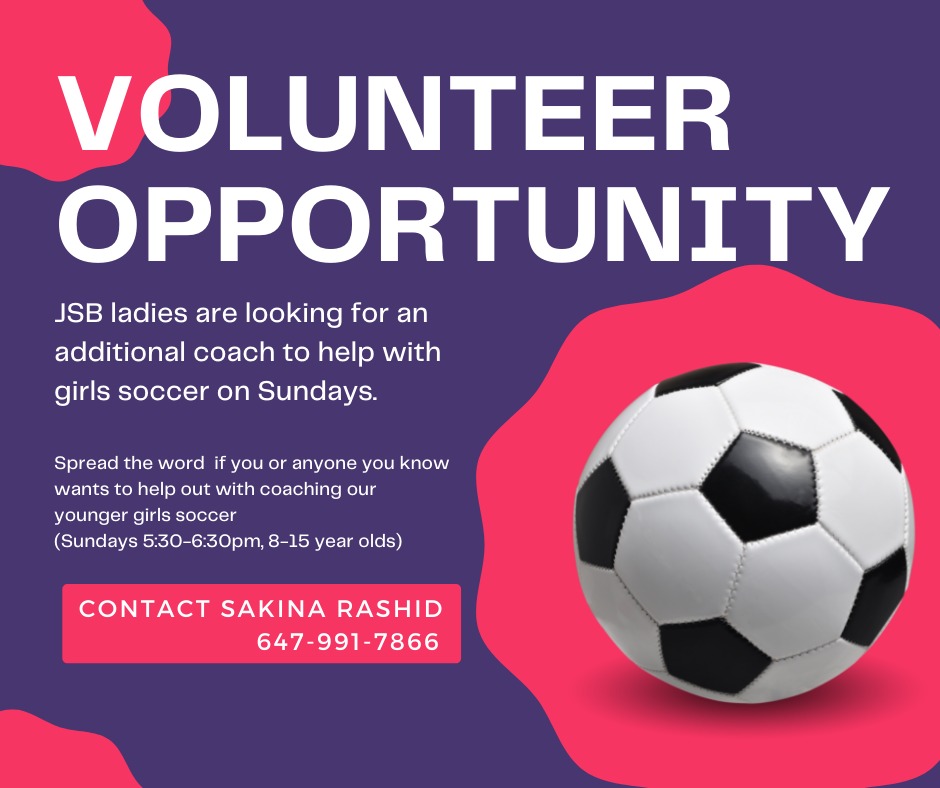 VOLUNTEER
OPPORTUNITY
JSB ladies are looking for an
additional coach to help with
girls soccer on Sundays.
Spread the word  if you or anyone you know
wants to help out with coaching our
younger girls soccer
(Sundays 5:30-6:30pm, 8-15 year olds)
CONTACT SAKINA RASHID
647-991-7866